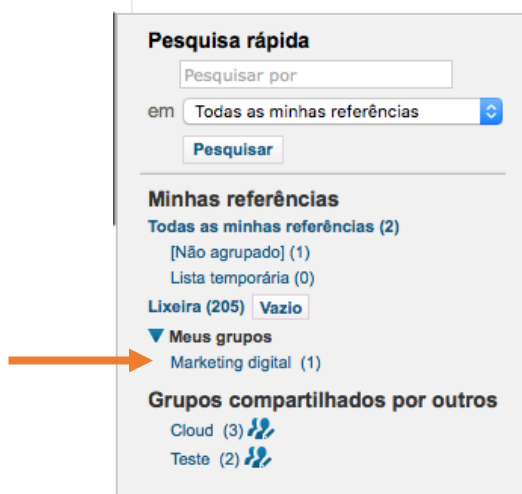 Pesquisa rápida
Pesquisar por
em Todas as minhas referências
Pesquisar
Minhas referências
Todas as minhas referências (2)
[Não agrupado] (1)
Lista temporária (0)
Lixeira (205) Vazio
Meus grupos
Marketing digital (1)
Grupos compartilhados por outros
Cloud (3)
Teste (2)